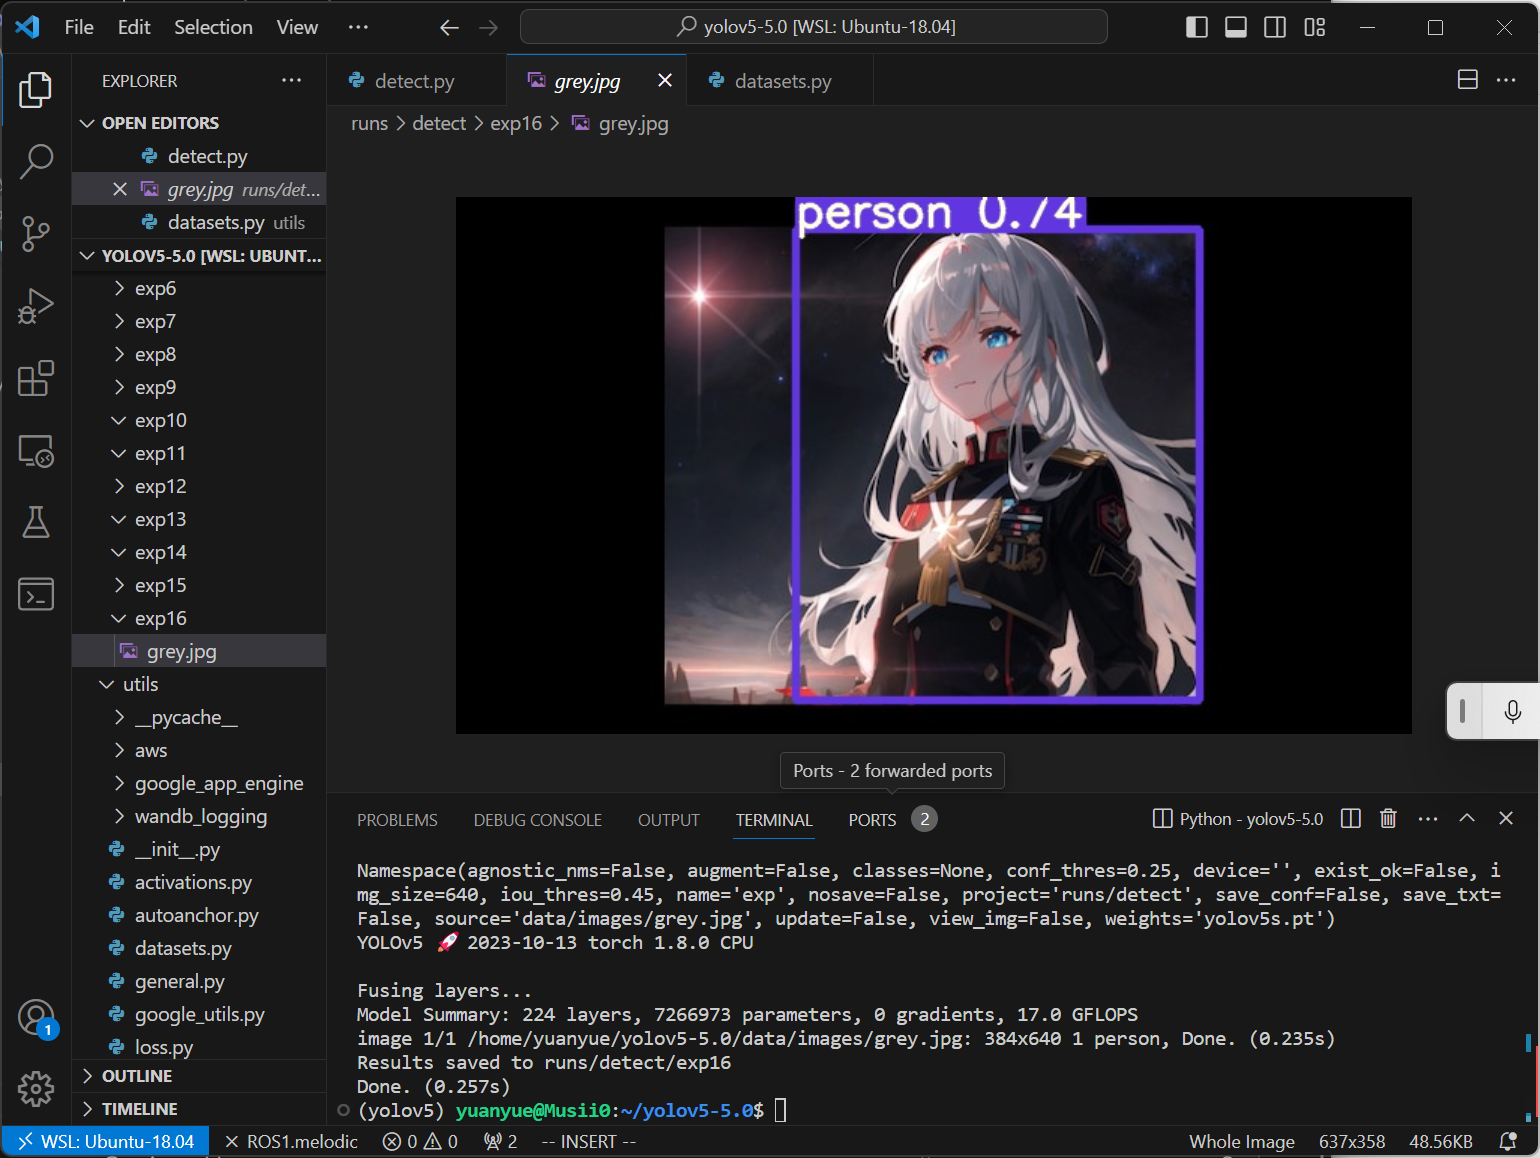 File Edit Selection View ··· yolov5-5.0 [WSL: Ubuntu-18.04]
EXPLORER
OPEN EDITORS
detect.py
grey.jpg runs/det...
datasets.py utils
YOLOV5-5.0 [WSL: UBUNT...
exp6
exp7
exp8
exp9
exp10
exp11
exp12
exp13
exp14
exp15
exp16
grey.jpg
utils
__pycache__
aws
google_app_engine
wandb_logging
__init__.py
activations.py
autoanchor.py
datasets.py
general.py
google_utils.py
loss.py
OUTLINE
TIMELINE
1
detect.py grey.jpg datasets.py
runs > detect > exp16 > grey.jpg
person 0.74
Ports - 2 forwarded ports
PROBLEMS DEBUG CONSOLE OUTPUT TERMINAL PORTS 2 Python - yolov5-5.0
Namespace(agnostic_nms=False, augment=False, classes=None, conf_thres=0.25, device='', exist_ok=False, i
mg_size=640, iou_thres=0.45, name='exp', nosave=False, project='runs/detect', save_conf=False, save_txt=
False, source='data/images/grey.jpg', update=False, view_img=False, weights='yolov5s.pt')
YOLOv5 🚀 2023-10-13 torch 1.8.0 CPU
Fusing layers...
Model Summary: 224 layers, 7266973 parameters, 0 gradients, 17.0 GFLOPS
image 1/1 /home/yuanyue/yolov5-5.0/data/images/grey.jpg: 384x640 1 person, Done. (0.235s)
Results saved to runs/detect/exp16
Done. (0.257s)
(yolov5) yuanyue@Musii0:~/yolov5-5.0$
WSL: Ubuntu-18.04 ROS1.melodic 0 0 2 -- INSERT -- Whole Image 637x358 48.56KB